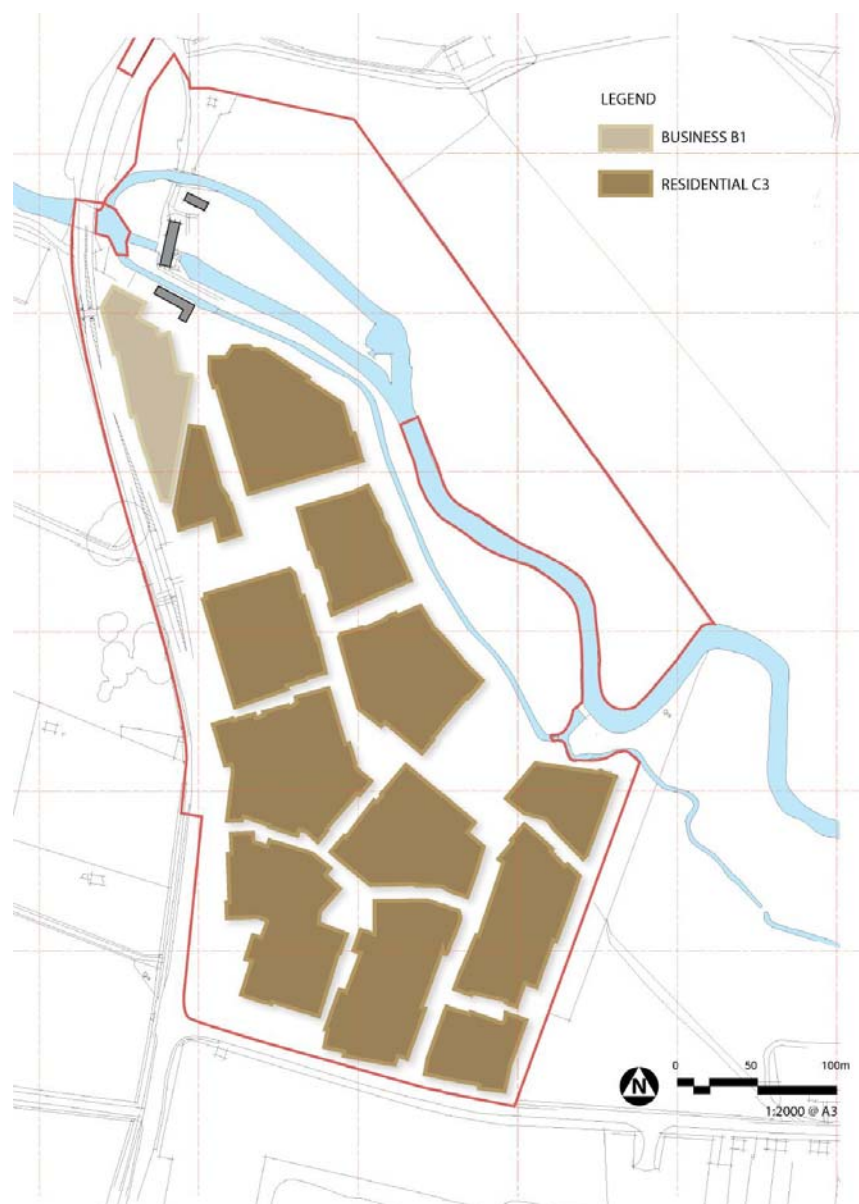 LEGEND
BUSINESS B1
RESIDENTIAL C3
N
0 50 100m
1:2000 @ A3